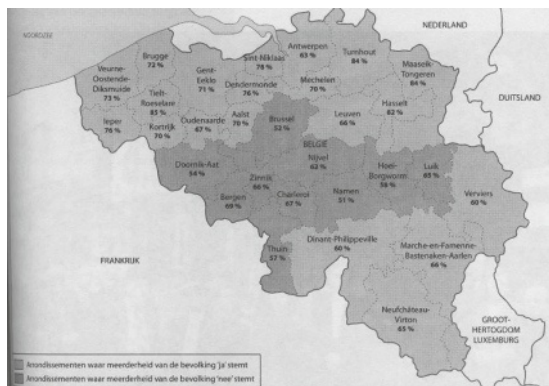 NOORDZEE
NEDERLAND
DUITSLAND
FRANKRIJK
GROOT-
HERTOGDOM
LUXEMBURG
BELGIË
Veurne-
Oostende-
Diksmuide
73 %
Brugge
72 %
Gent-
Eeklo
71 %
Sint-Niklaas
78 %
Antwerpen
63 %
Turnhout
84 %
Maaseik-
Tongeren
84 %
Tielt-
Roeselare
85 %
Dendermonde
76 %
Mechelen
70 %
Hasselt
82 %
Ieper
76 %
Kortrijk
70 %
Oudenaarde
67 %
Aalst
70 %
Brussel
52 %
Leuven
66 %
Doornik-Aat
54 %
Zinnik
66 %
Nijvel
62 %
Hoei-
Borgworm
58 %
Luik
65 %
Bergen
69 %
Charleroi
67 %
Namen
51 %
Verviers
60 %
Thuin
57 %
Dinant-Philippeville
60 %
Marche-en-Famenne-
Bastenaken-Aarlen
66 %
Neufchâteau-
Virton
65 %
Arrondissementen waar meerderheid van de bevolking 'ja' stemt
Arrondissementen waar meerderheid van de bevolking 'nee' stemt